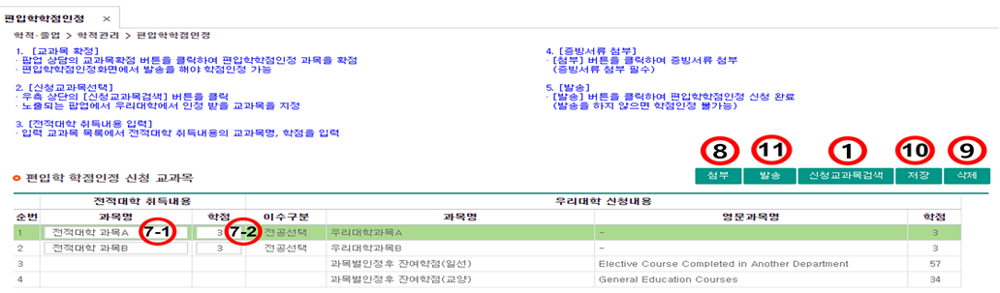 편입학학점인정 ×
학적·졸업 > 학적관리 > 편입학학점인정
1. [교과목 확정]
· 팝업 상담의 교과목확점 버튼을 클릭하여 편입학학점인정 과목을 확점
· 편입학학점인정화면에서 발송을 해야 학점인정 가능
2. [신청교과목선택]
· 우측 상단의 [신청교과목검색] 버튼을 클릭
· 노출되는 팝업에서 우리대학에서 인정 받을 교과목을 지정
3. [전적대학 취득내용 입력]
· 입력 교과목 목록에서 전적대학 취득내용의 교과목명, 학점을 입력
4. [증빙서류 첨부]
· [첨부] 버튼을 클릭하여 증빙서류 첨부
(증빙서류 첨부 필수)
5. [발송]
· [발송] 버튼을 클릭하여 편입학학점인정 신청 완료
(발송을 하지 않으면 학점인정 불가능)
8 11 1 10 9
편입학 학점인정 신청 교과목 첨부 발송 신청교과목검색 저장 삭제
전적대학 취득내용 우리대학 신청내용
순번 과목명 학점 이수구분 과목명 영문과목명 학점
1 전적대학 과목A 7-1 3 7-2 전공선택 우리대학과목A - 3
2 전적대학 과목B 3 전공선택 우리대학과목B - 3
3 과목별인정후 잔여학점(일선) Elective Course Completed in Another Department 57
4 과목별인정후 잔여학점(교양) General Education Courses 34